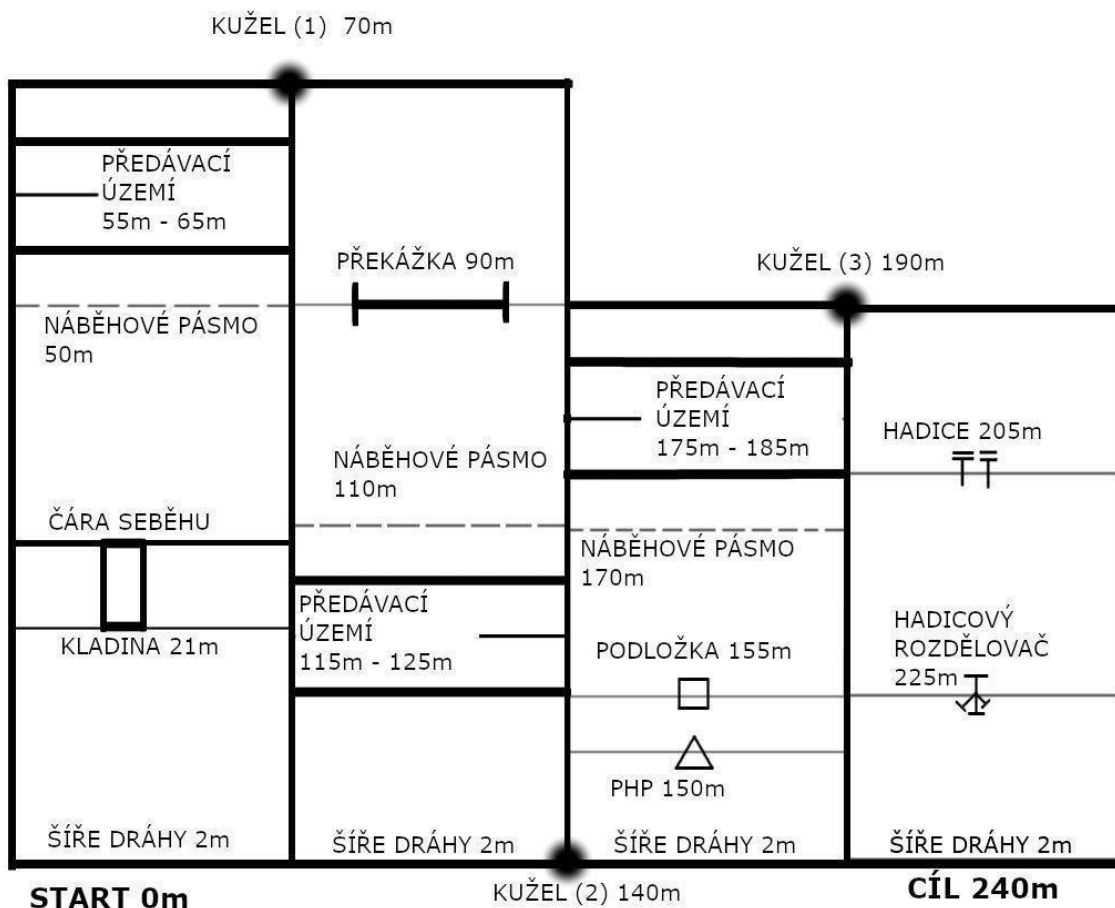 KUŽEL (1) 70m
PŘEDÁVACÍ
ÚZEMÍ
55m - 65m
NÁBĚHOVÉ PÁSMO
50m
ČÁRA SEBĚHU
KLADINA 21m
ŠÍŘE DRÁHY 2m
START 0m
PŘEKÁŽKA 90m
NÁBĚHOVÉ PÁSMO
110m
PŘEDÁVACÍ
ÚZEMÍ
115m - 125m
ŠÍŘE DRÁHY 2m
KUŽEL (2) 140m
KUŽEL (3) 190m
PŘEDÁVACÍ
ÚZEMÍ
175m - 185m
NÁBĚHOVÉ PÁSMO
170m
PODLOŽKA 155m
PHP 150m
ŠÍŘE DRÁHY 2m
HADICE 205m
HADICOVÝ
ROZDĚLOVAČ
225m
ŠÍŘE DRÁHY 2m
CÍL 240m